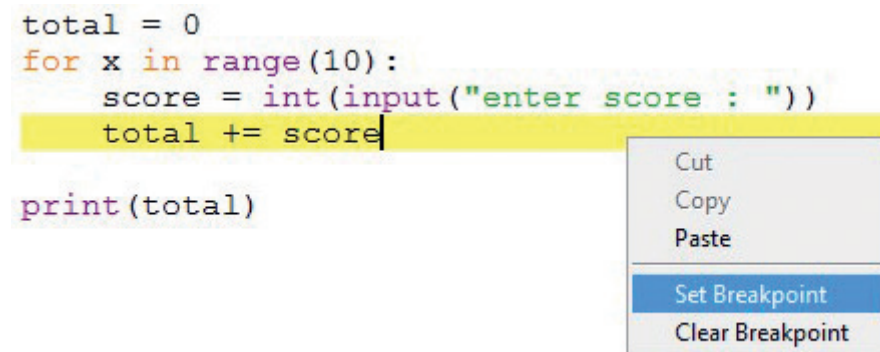 total = 0
for x in range(10):
    score = int(input("enter score : "))
    total += score
print(total)
Cut
Copy
Paste
Set Breakpoint
Clear Breakpoint